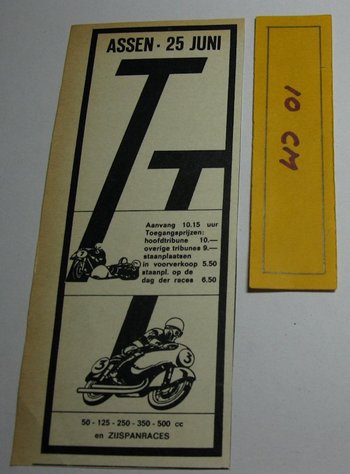 ASSEN · 25 JUNI
TT
Aanvang 10.15 uur
Toegangsprijzen:
hoofdtribune 10.—
overige tribunes 9.—
staanplaatsen
in voorverkoop 5.50
staanpl. op de
dag der races 6.50
3
3
50 - 125 - 250 - 350 - 500 cc
en ZIJSPANRACES
10 CM